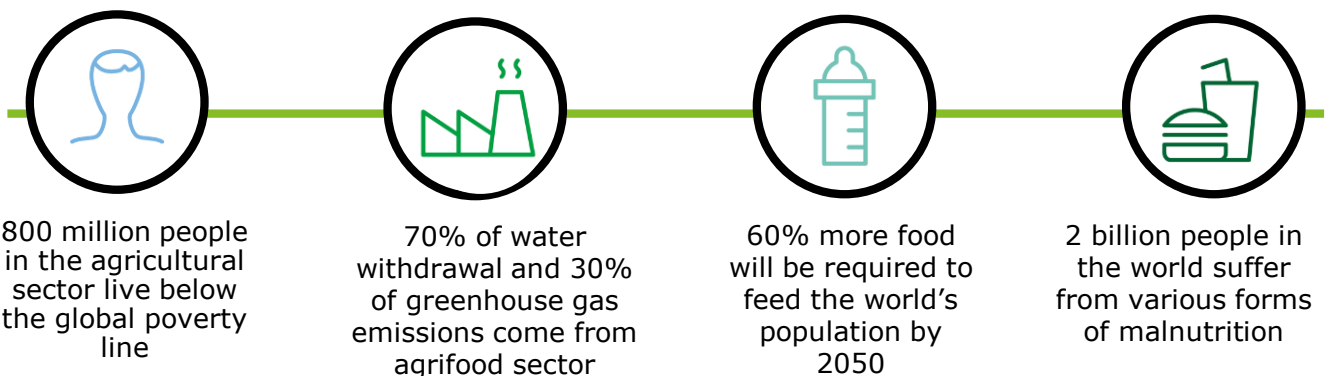 800 million people
in the agricultural
sector live below
the global poverty
line
70% of water
withdrawal and 30%
of greenhouse gas
emissions come from
agrifood sector
60% more food
will be required to
feed the world’s
population by
2050
2 billion people in
the world suffer
from various forms
of malnutrition